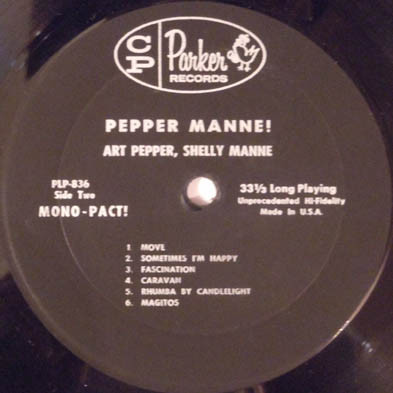 CP
Parker
RECORDS
PEPPER MANNE!
ART PEPPER, SHELLY MANNE
PLP-836
Side Two
MONO-PACT!
33⅓ Long Playing
Unprecedented Hi-Fidelity
Made In U.S.A.
1. MOVE
2. SOMETIMES I'M HAPPY
3. FASCINATION
4. CARAVAN
5. RHUMBA BY CANDLELIGHT
6. MAGITOS